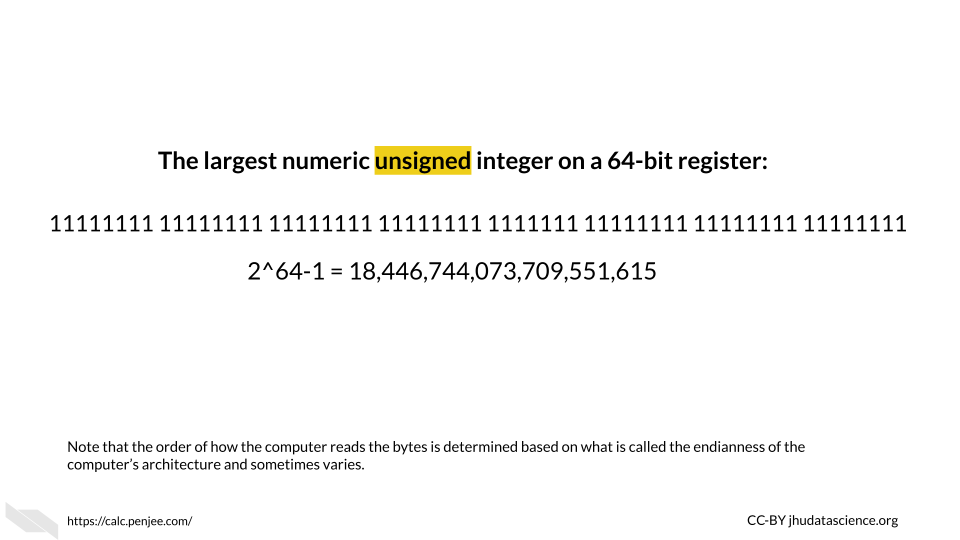 The largest numeric unsigned integer on a 64-bit register:
11111111 11111111 11111111 11111111 1111111 11111111 11111111 11111111
2^64-1 = 18,446,744,073,709,551,615
Note that the order of how the computer reads the bytes is determined based on what is called the endianness of the
computer’s architecture and sometimes varies.
https://calc.penjee.com/
CC-BY jhudatascience.org